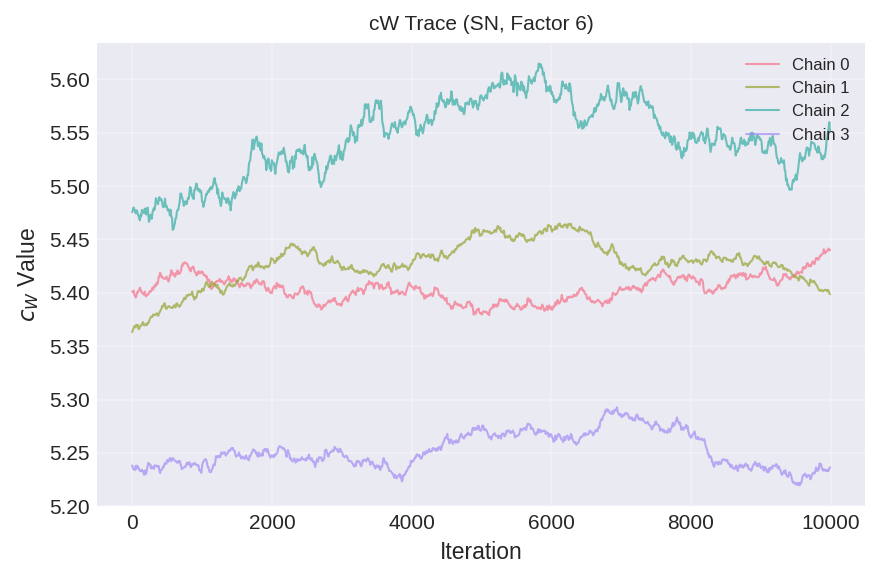 cW Trace (SN, Factor 6)
Chain 0
Chain 1
Chain 2
Chain 3
5.60
5.55
5.50
5.45
5.40
5.35
5.30
5.25
5.20
c_W Value
0 2000 4000 6000 8000 10000
Iteration